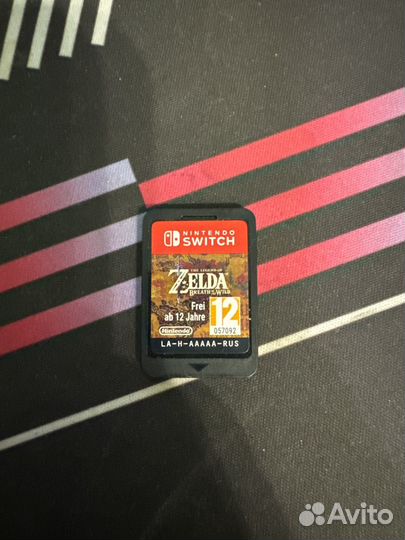 NINTENDO
SWITCH
THE LEGEND OF
ZELDA
BREATH OF THE WILD
Frei
ab 12 Jahre
12
Nintendo
057092
LA-H-AAAAA-RUS
Avito